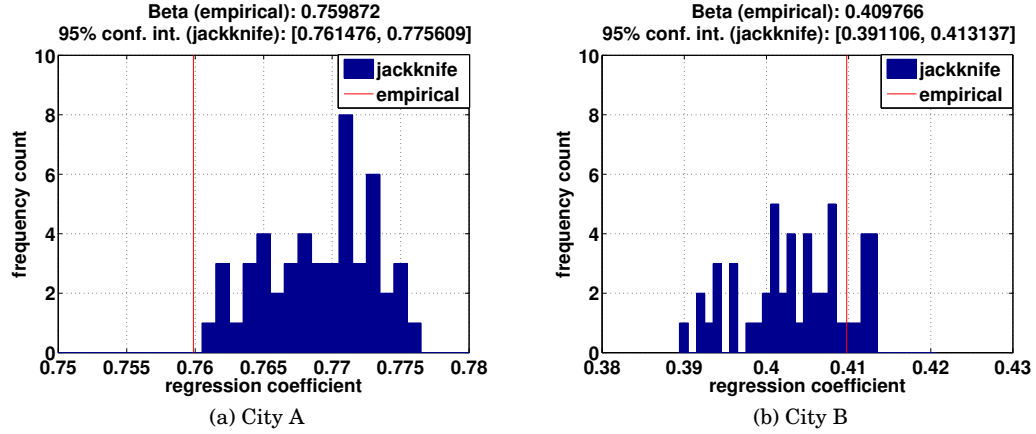 Beta (empirical): 0.759872
95% conf. int. (jackknife): [0.761476, 0.775609]
10
8
6
4
2
0
frequency count
jackknife
empirical
0.75 0.755 0.76 0.765 0.77 0.775 0.78
regression coefficient
(a) City A
Beta (empirical): 0.409766
95% conf. int. (jackknife): [0.391106, 0.413137]
10
8
6
4
2
0
frequency count
jackknife
empirical
0.38 0.39 0.4 0.41 0.42 0.43
regression coefficient
(b) City B